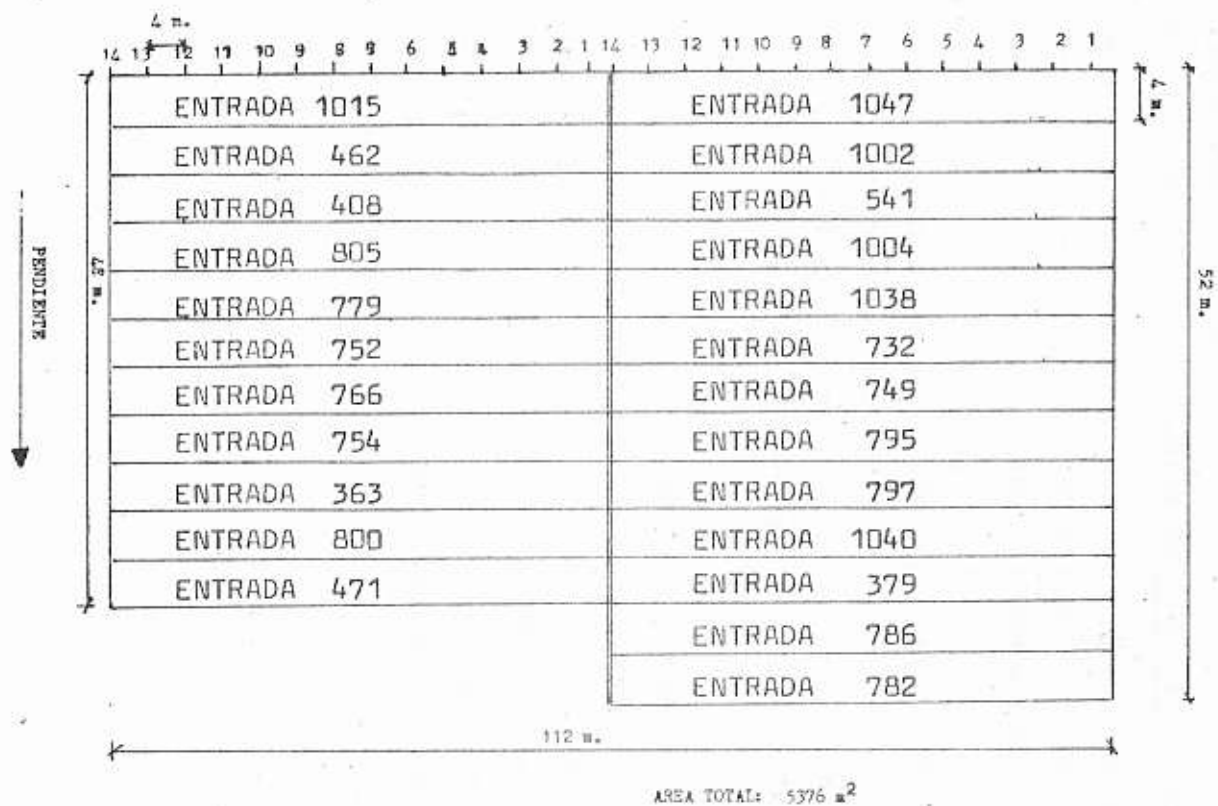 4 m.
14 13 12 11 10 9 8 6 5 4 3 2 1 14 13 12 11 10 9 8 7 6 5 4 3 2 1
ENTRADA 1015
ENTRADA 1047
4 m.
ENTRADA 462
ENTRADA 1002
ENTRADA 408
ENTRADA 541
ENTRADA 805
ENTRADA 1004
ENTRADA 779
ENTRADA 1038
PENDIENTE
m.
52 m.
ENTRADA 752
ENTRADA 732
ENTRADA 766
ENTRADA 749
ENTRADA 754
ENTRADA 795
ENTRADA 363
ENTRADA 797
ENTRADA 800
ENTRADA 1040
ENTRADA 471
ENTRADA 379
ENTRADA 786
ENTRADA 782
112 m.
AREA TOTAL: 5376 m²